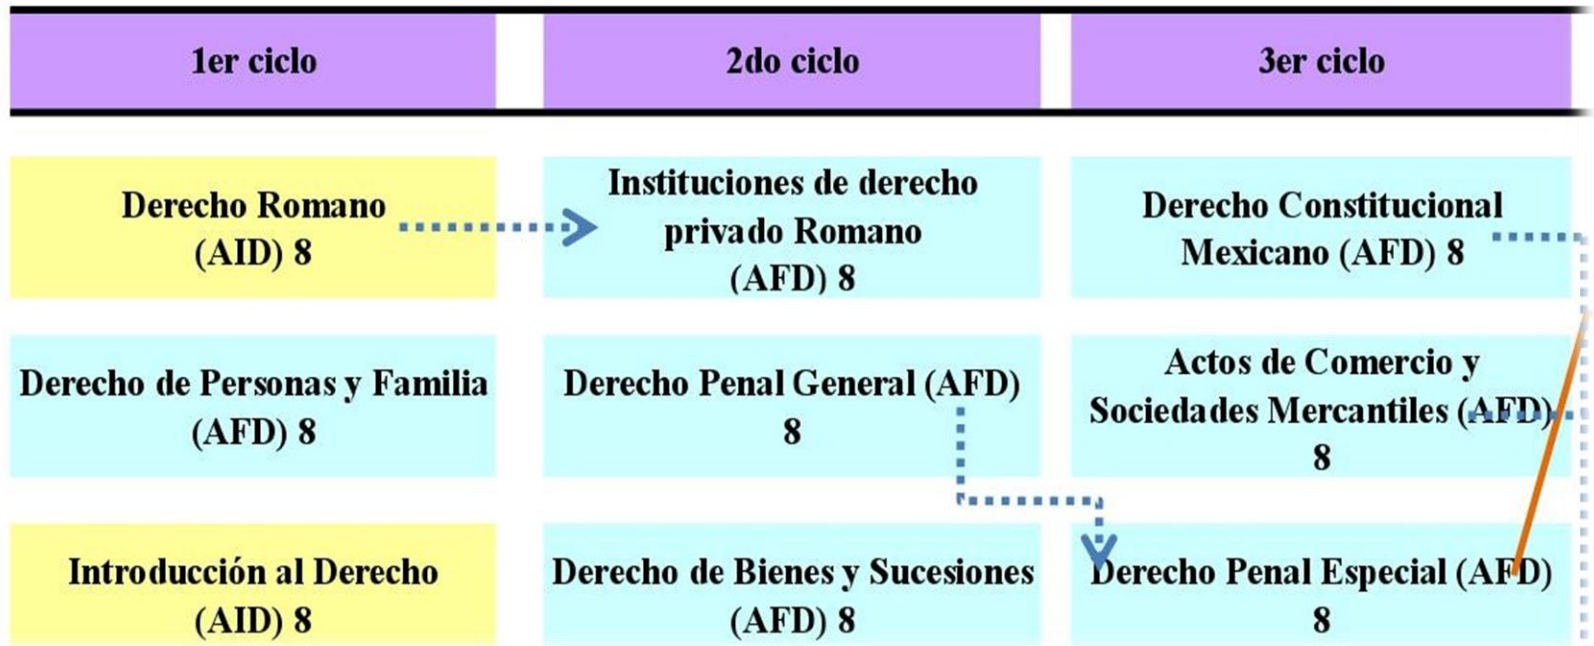 1er ciclo
2do ciclo
3er ciclo
Derecho Romano
(AID) 8
Instituciones de derecho
privado Romano
(AFD) 8
Derecho Constitucional
Mexicano (AFD) 8
Derecho de Personas y Familia
(AFD) 8
Derecho Penal General (AFD)
8
Actos de Comercio y
Sociedades Mercantiles (AFD)
8
Introducción al Derecho
(AID) 8
Derecho de Bienes y Sucesiones
(AFD) 8
Derecho Penal Especial (AFD)
8